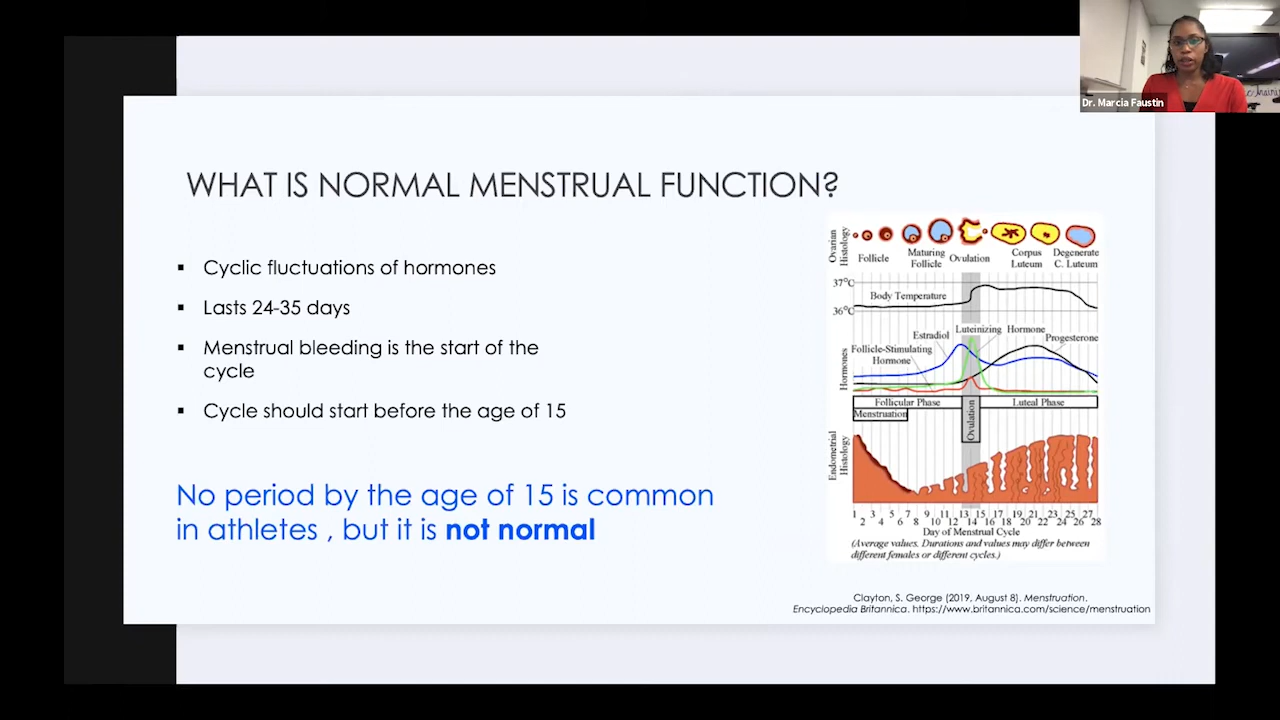 Dr. Marcia Faustin
WHAT IS NORMAL MENSTRUAL FUNCTION?
▪ Cyclic fluctuations of hormones
▪ Lasts 24-35 days
▪ Menstrual bleeding is the start of the
cycle
▪ Cycle should start before the age of 15
No period by the age of 15 is common
in athletes , but it is not normal
Ovarian
Histology
Follicle
Maturing
Follicle
Ovulation
Corpus
Luteum
Degenerate
C. Luteum
37°C
Body Temperature
36°C
Hormones
Estradiol
Luteinizing Hormone
Follicle-Stimulating
Hormone
Progesterone
Follicular Phase
Menstruation
Ovulation
Luteal Phase
Endometrial
Histology
1 2 3 4 5 6 7 8 9 10 11 12 13 14 15 16 17 18 19 20 21 22 23 24 25 26 27 28
Day of Menstrual Cycle
(Average values. Durations and values may differ between
different females or different cycles.)
Clayton, S. George (2019, August 8). Menstruation.
Encyclopedia Britannica. https://www.britannica.com/science/menstruation